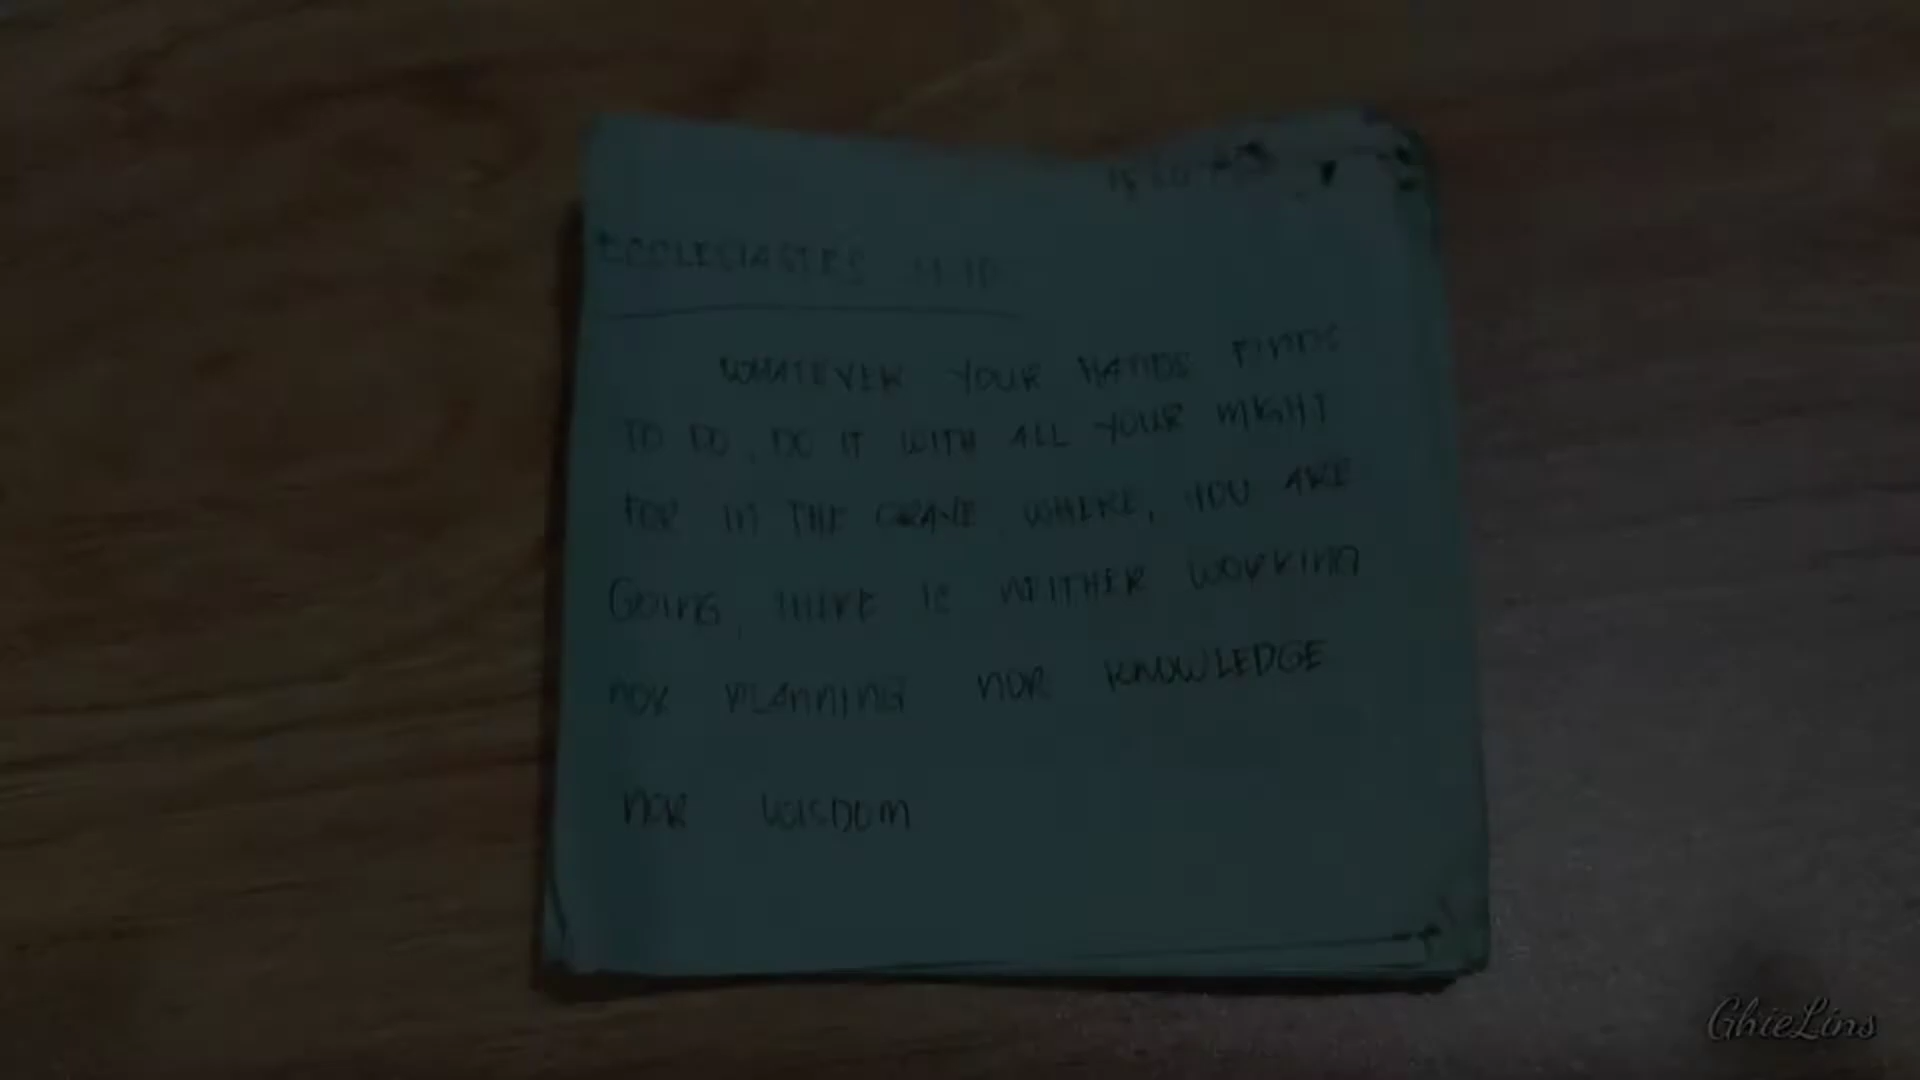 ECCLESIASTES
WHATEVER YOUR HANDS FINDS
TO DO, DO IT WITH ALL YOUR MIGHT
FOR IN THE GRAVE, WHERE, YOU ARE
GOING, THERE IS NEITHER WORKING
NOR PLANNING NOR KNOWLEDGE
NOR WISDOM
GhieLins